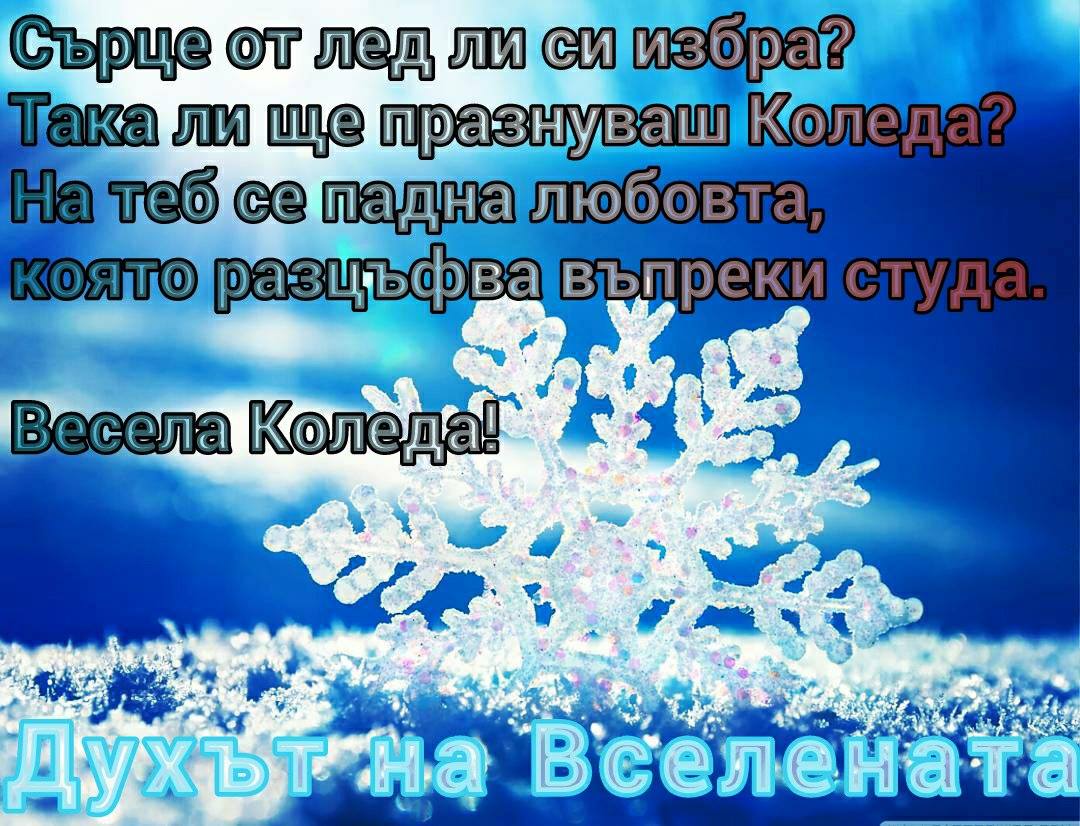 Сърце от лед ли си избра?
Така ли ще празнуваш Коледа?
На теб се падна любовта,
която разцъфва въпреки студа.
Весела Коледа!
Духът на Вселената